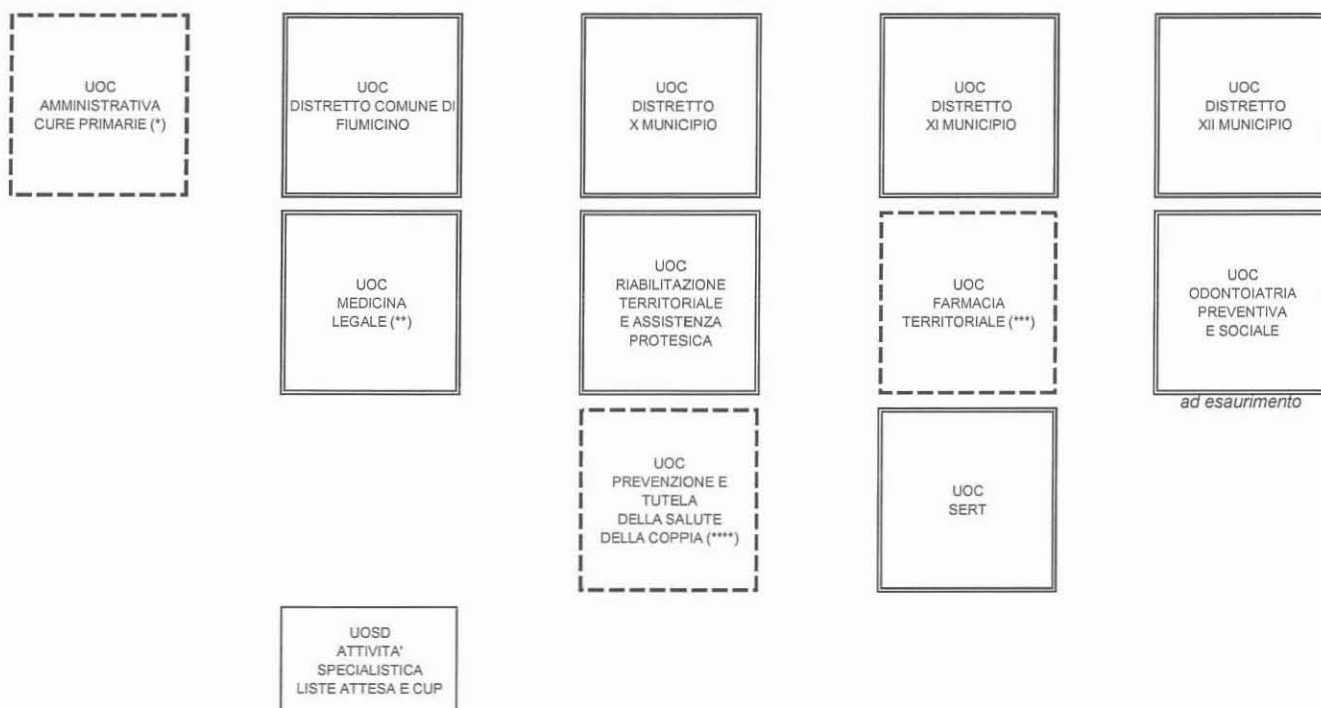 UOC
AMMINISTRATIVA
CURE PRIMARIE (*)
UOC
DISTRETTO COMUNE DI
FIUMICINO
UOC
DISTRETTO
X MUNICIPIO
UOC
DISTRETTO
XI MUNICIPIO
UOC
DISTRETTO
XII MUNICIPIO
UOC
MEDICINA
LEGALE (**)
UOC
RIABILITAZIONE
TERRITORIALE
E ASSISTENZA
PROTESICA
UOC
FARMACIA
TERRITORIALE (***)
UOC
ODONTOIATRIA
PREVENTIVA
E SOCIALE
ad esaurimento
UOC
PREVENZIONE E
TUTELA
DELLA SALUTE
DELLA COPPIA (****)
UOC
SERT
UOSD
ATTIVITA'
SPECIALISTICA
LISTE ATTESA E CUP